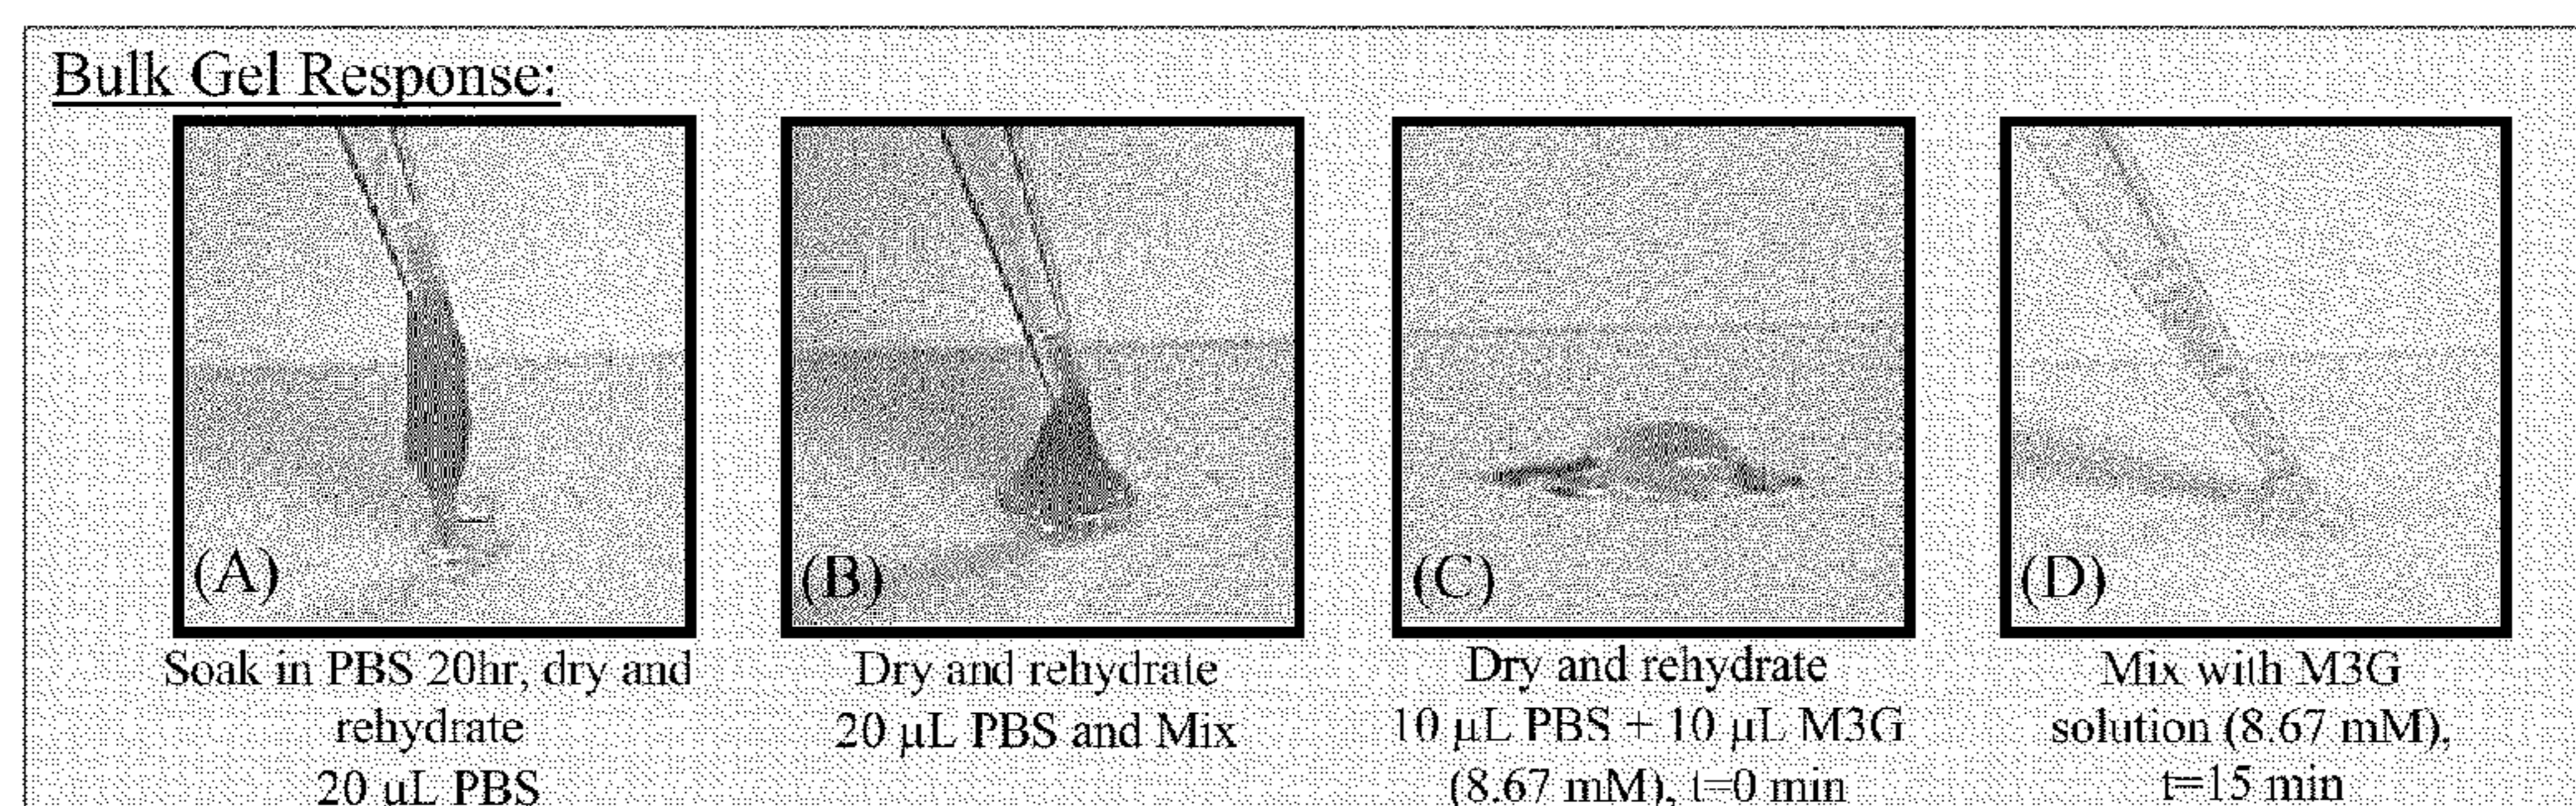 Bulk Gel Response:
(A)
(B)
(C)
(D)
Soak in PBS 20hr, dry and
rehydrate
20 µL PBS
Dry and rehydrate
20 µL PBS and Mix
Dry and rehydrate
10 µL PBS + 10 µL M3G
(8.67 mM), t=0 min
Mix with M3G
solution (8.67 mM),
t=15 min